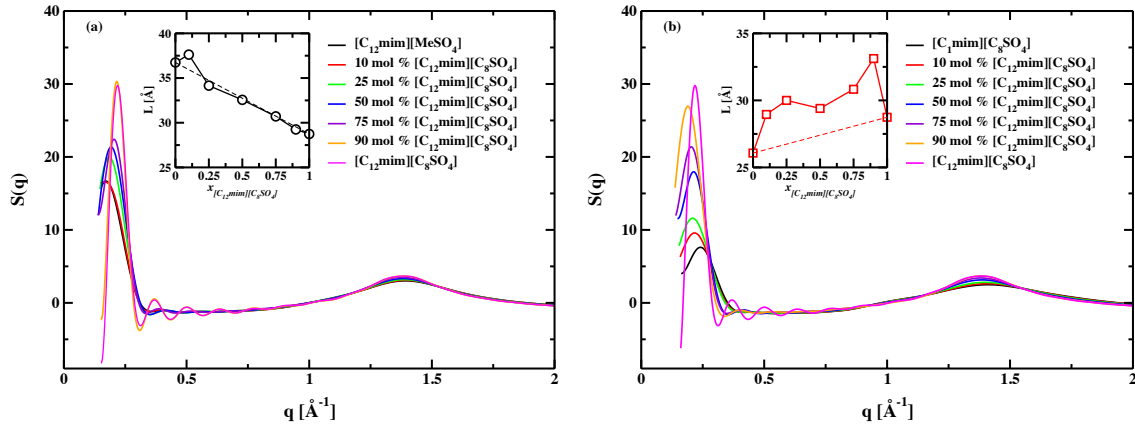 (a)
[C12mim][MeSO4]
10 mol % [C12mim][C8SO4]
25 mol % [C12mim][C8SO4]
50 mol % [C12mim][C8SO4]
75 mol % [C12mim][C8SO4]
90 mol % [C12mim][C8SO4]
[C12mim][C8SO4]
40
35
30
25
L [Å]
0 0.25 0.5 0.75 1
x[C12mim][C8SO4]
40
30
20
10
0
S(q)
0 0.5 1 1.5 2
q [Å-1]
(b)
[C1mim][C8SO4]
10 mol % [C12mim][C8SO4]
25 mol % [C12mim][C8SO4]
50 mol % [C12mim][C8SO4]
75 mol % [C12mim][C8SO4]
90 mol % [C12mim][C8SO4]
[C12mim][C8SO4]
35
30
25
L [Å]
0 0.25 0.5 0.75 1
x[C12mim][C8SO4]
40
30
20
10
0
S(q)
0 0.5 1 1.5 2
q [Å-1]